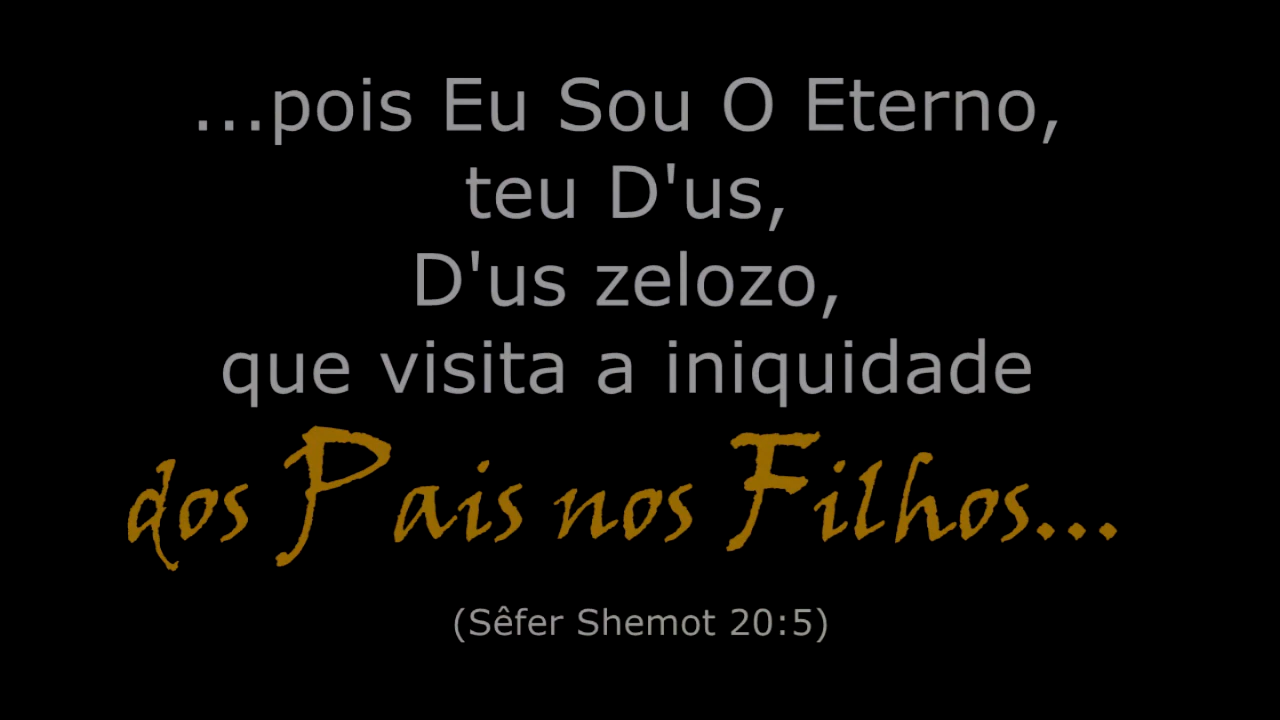 ...pois Eu Sou O Eterno,
teu D'us,
D'us zelozo,
que visita a iniquidade
dos Pais nos Filhos...
(Sêfer Shemot 20:5)